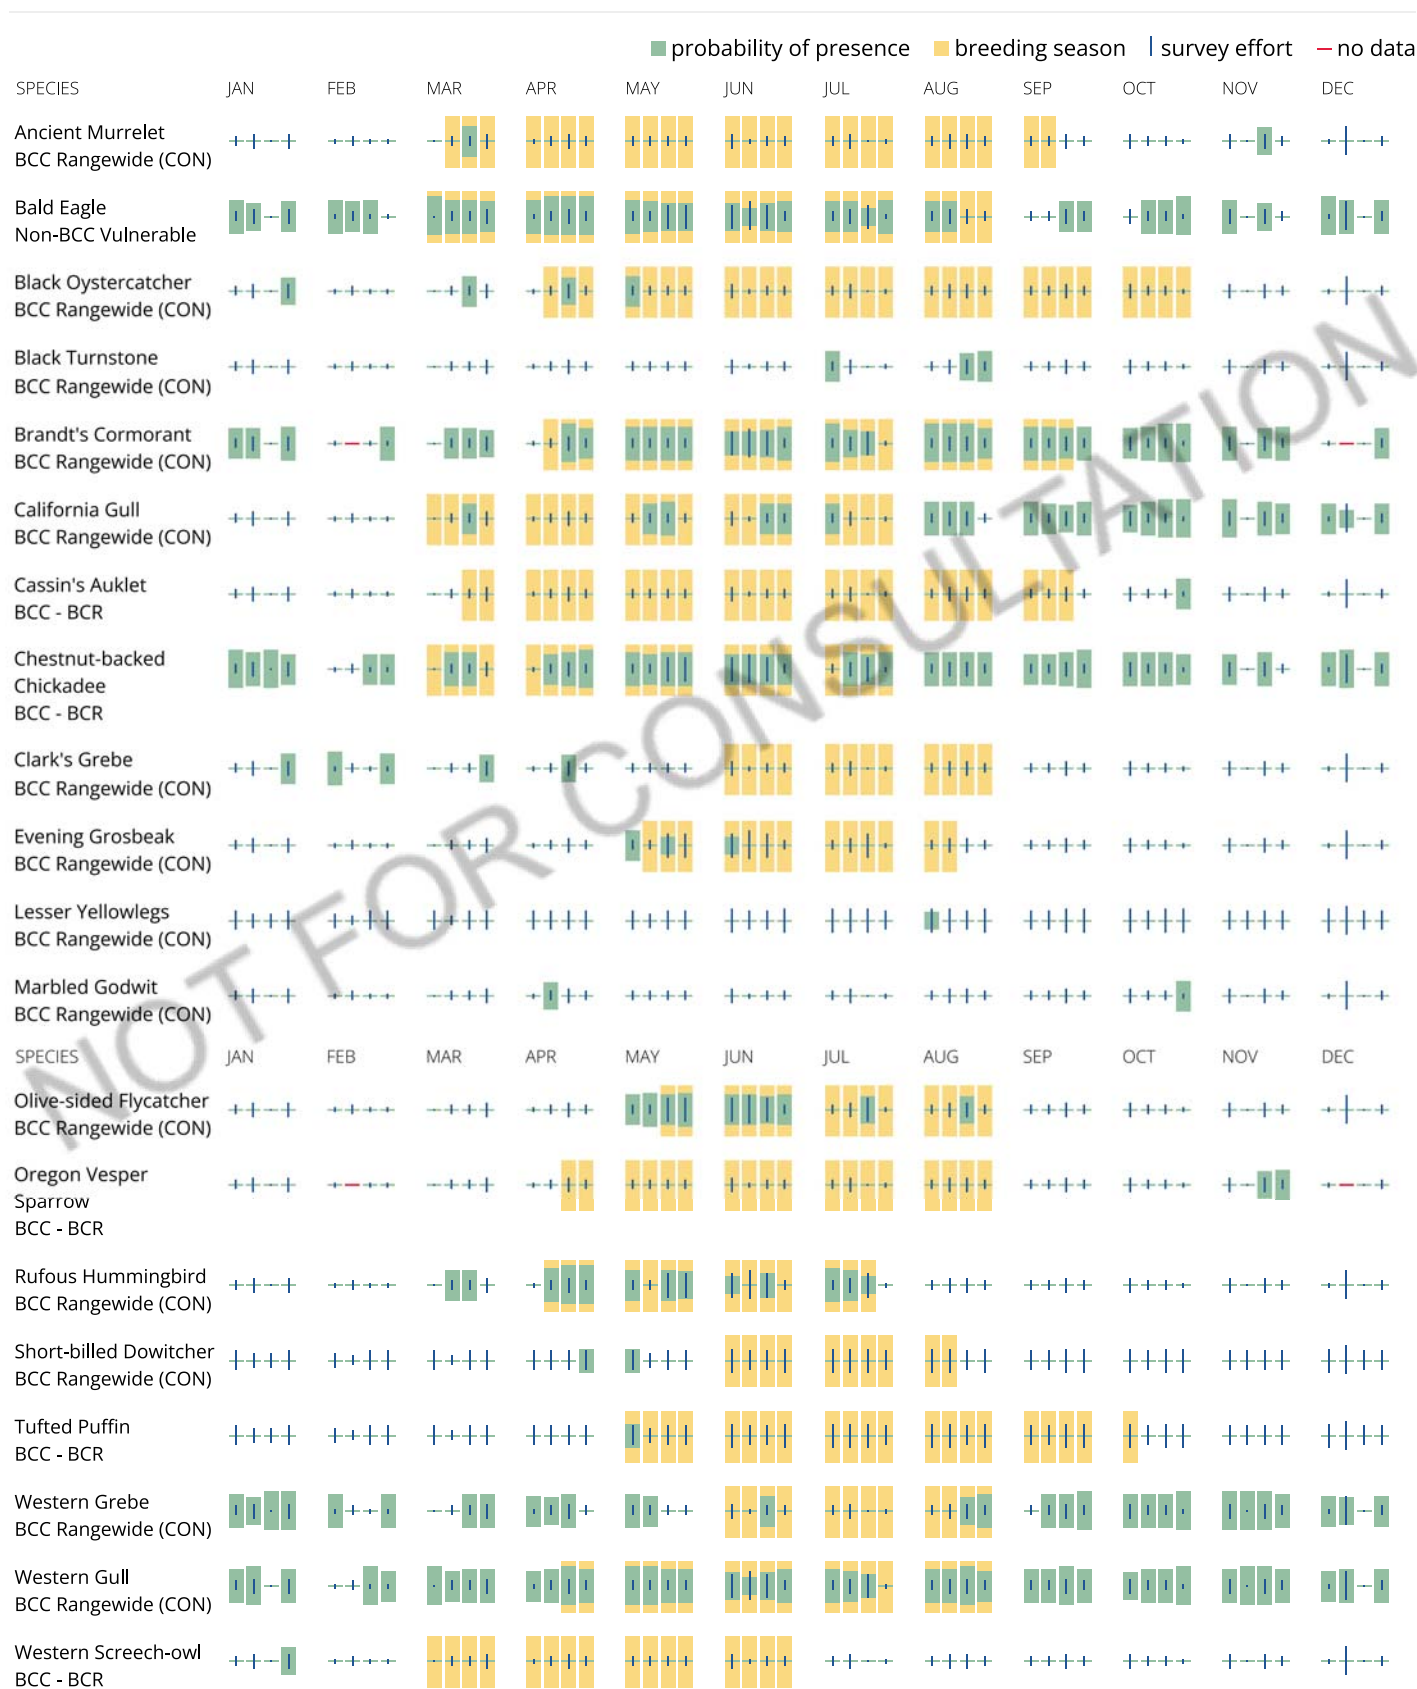 probability of presence breeding season survey effort no data
SPECIES JAN FEB MAR APR MAY JUN JUL AUG SEP OCT NOV DEC
Ancient Murrelet
BCC Rangewide (CON)
Bald Eagle
Non-BCC Vulnerable
Black Oystercatcher
BCC Rangewide (CON)
Black Turnstone
BCC Rangewide (CON)
Brandt's Cormorant
BCC Rangewide (CON)
California Gull
BCC Rangewide (CON)
Cassin's Auklet
BCC - BCR
Chestnut-backed
Chickadee
BCC - BCR
Clark's Grebe
BCC Rangewide (CON)
Evening Grosbeak
BCC Rangewide (CON)
Lesser Yellowlegs
BCC Rangewide (CON)
Marbled Godwit
BCC Rangewide (CON)
SPECIES JAN FEB MAR APR MAY JUN JUL AUG SEP OCT NOV DEC
Olive-sided Flycatcher
BCC Rangewide (CON)
Oregon Vesper
Sparrow
BCC - BCR
Rufous Hummingbird
BCC Rangewide (CON)
Short-billed Dowitcher
BCC Rangewide (CON)
Tufted Puffin
BCC - BCR
Western Grebe
BCC Rangewide (CON)
Western Gull
BCC Rangewide (CON)
Western Screech-owl
BCC - BCR
NOT FOR CONSULTATION